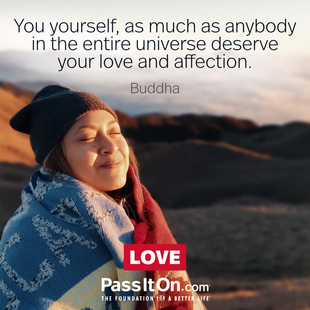 You yourself, as much as anybody
in the entire universe deserve
your love and affection.
Buddha
LOVE
PassItOn.com®
THE FOUNDATION FOR A BETTER LIFE®